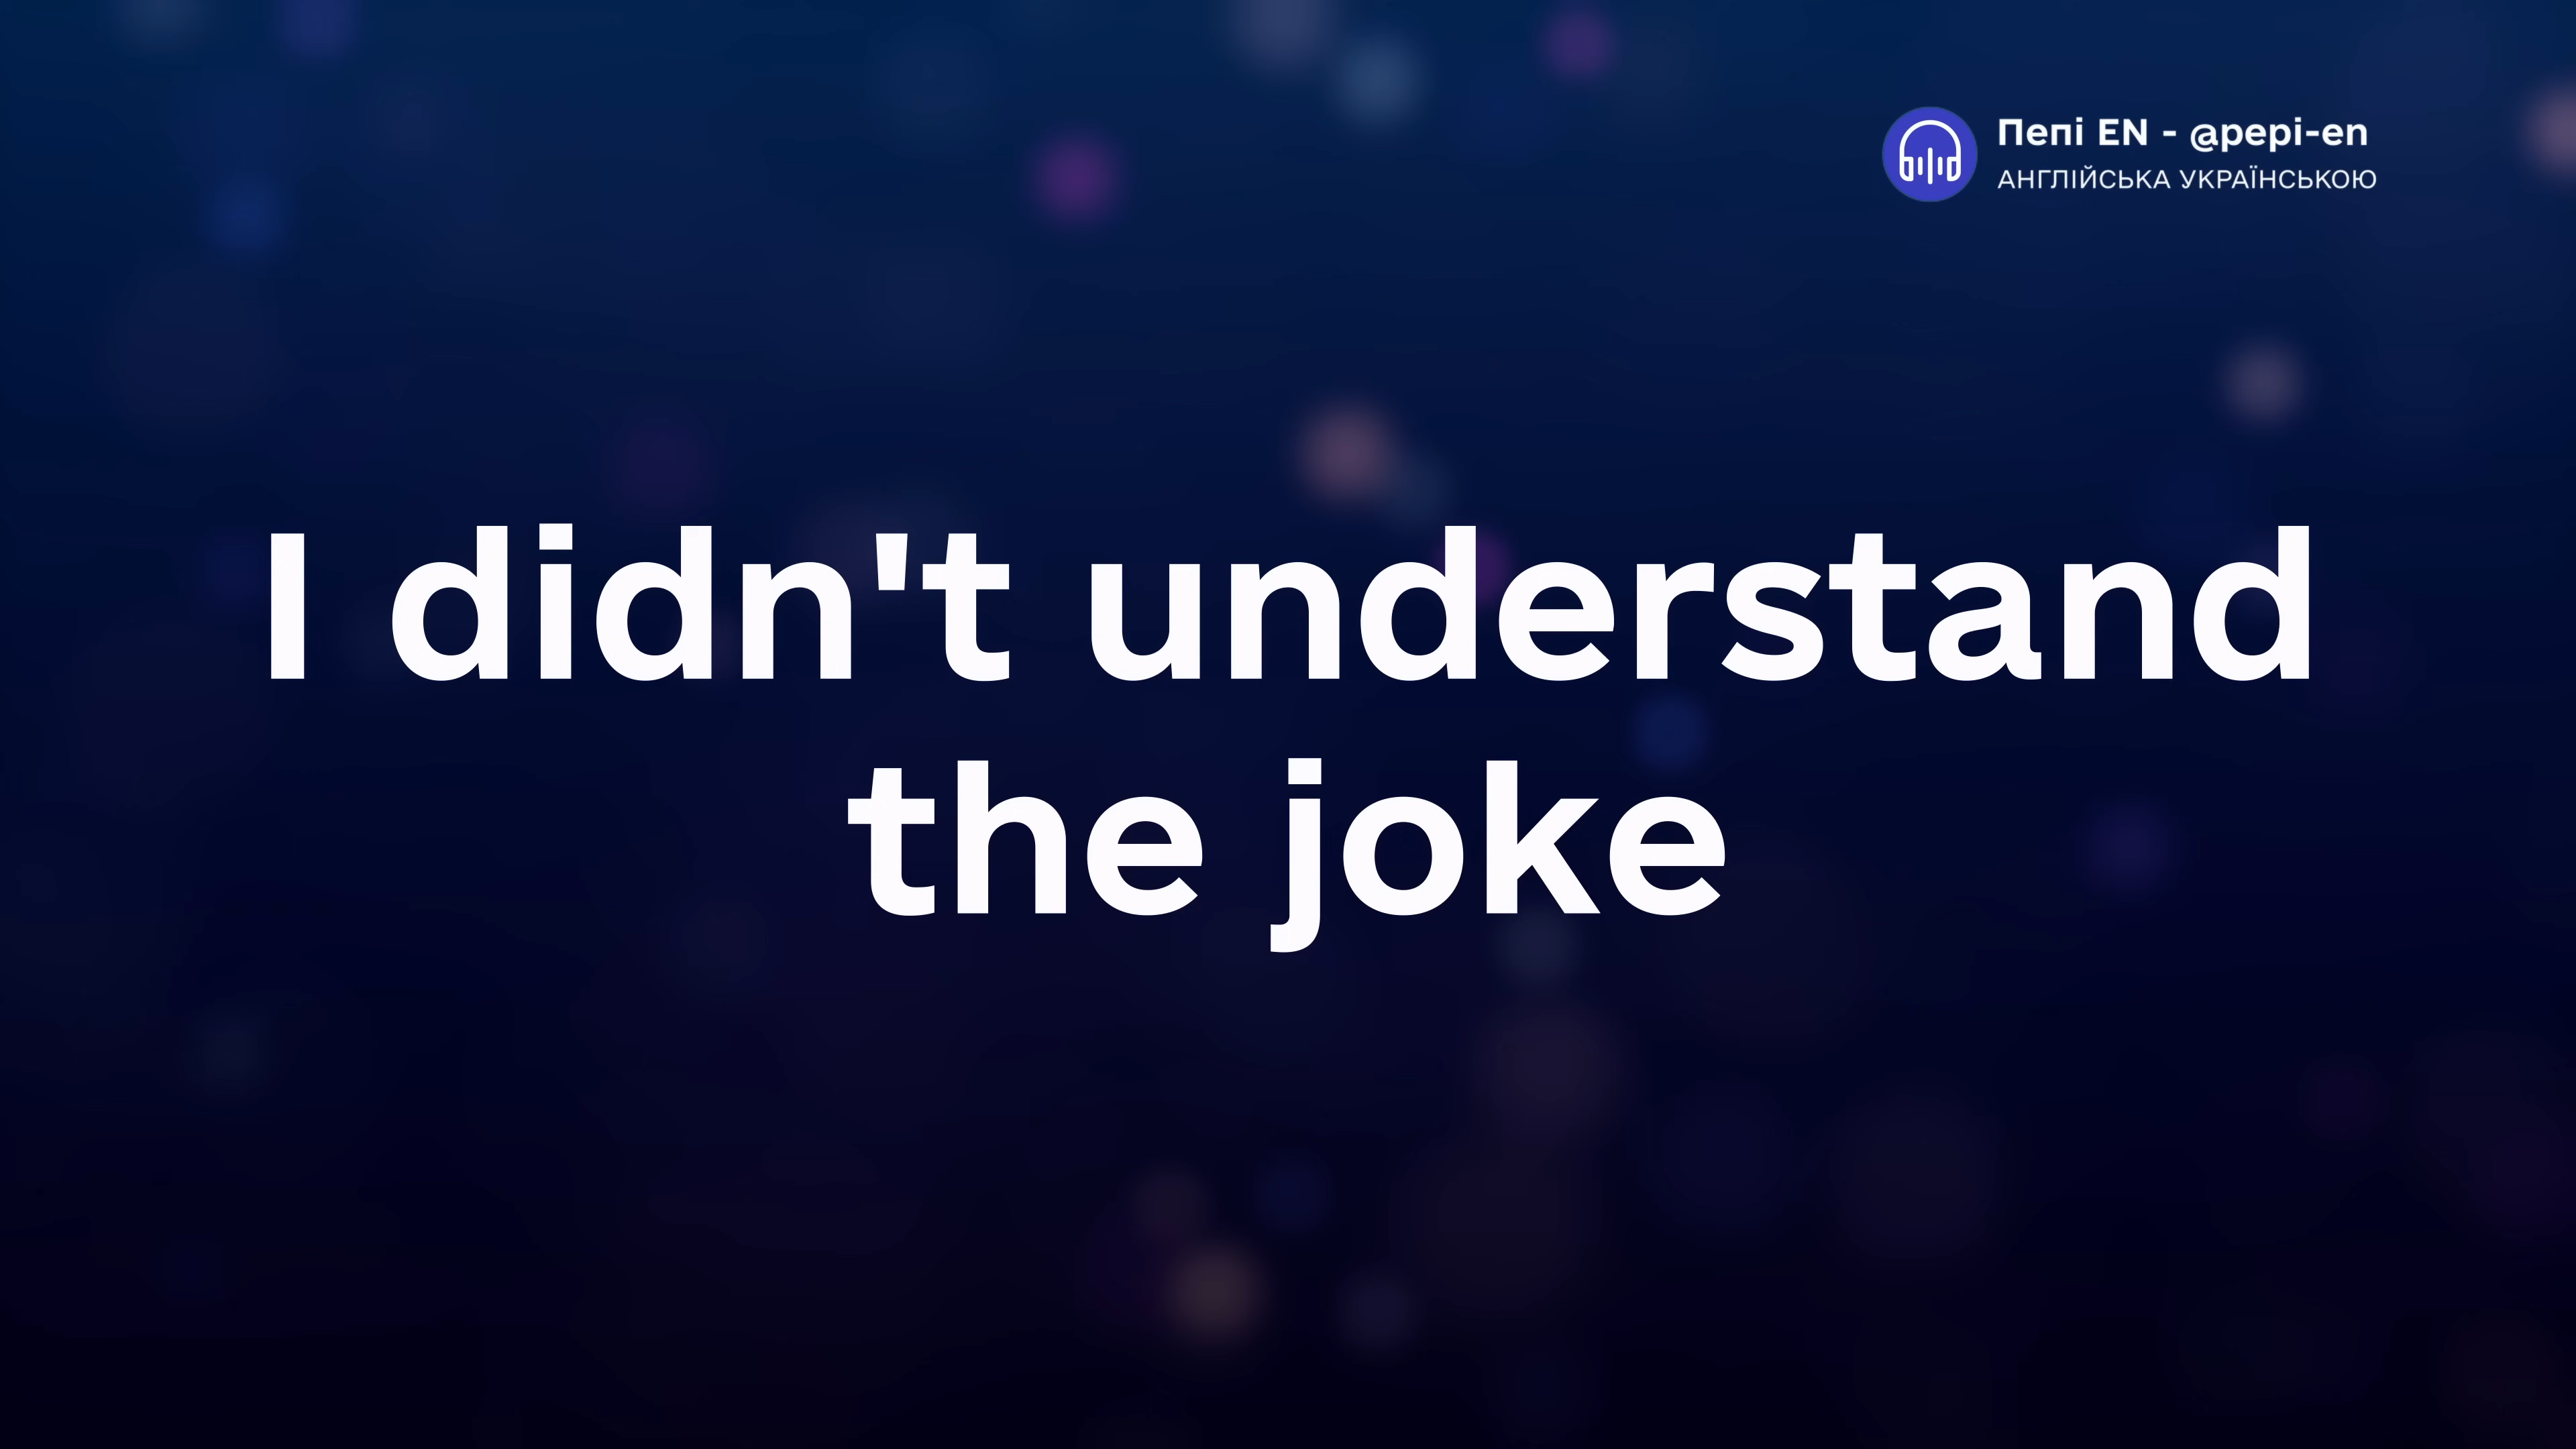 Пепі EN - @pepi-en
АНГЛІЙСЬКА УКРАЇНСЬКОЮ
I didn't understand
the joke